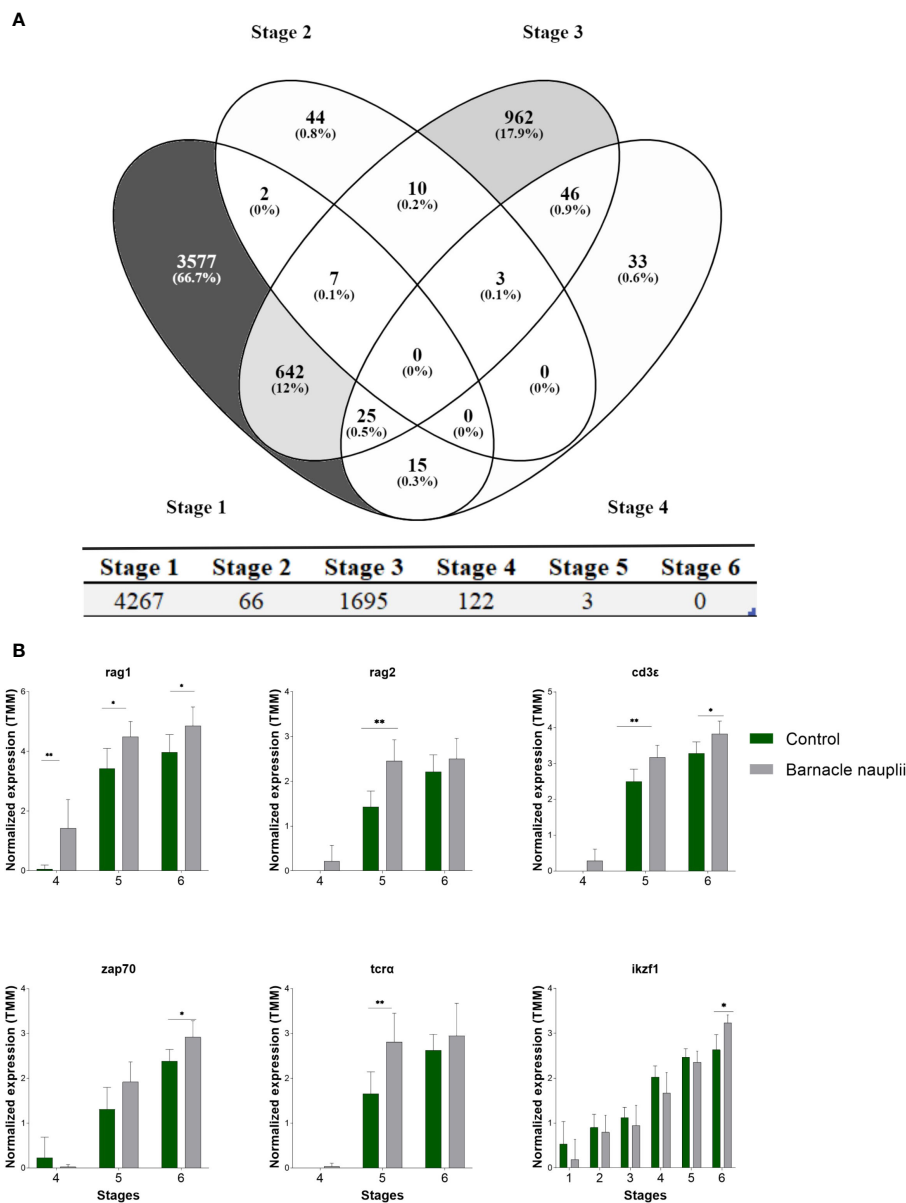 A
Stage 2 Stage 3
44 962
(0.8%) (17.9%)
2 10 46
(0%) (0.2%) (0.9%)
3577 7 3 33
(66.7%) (0.1%) (0.1%) (0.6%)
642 0 0
(12%) (0%) (0%)
25 0
(0.5%) (0%)
15
(0.3%)
Stage 1 Stage 4
Stage 1 Stage 2 Stage 3 Stage 4 Stage 5 Stage 6
4267 66 1695 122 3 0
B
rag1
Normalized expression (TMM)
6
4
2
0
** * *
4 5 6
rag2
Normalized expression (TMM)
4
3
2
1
0
**
4 5 6
cd3ε
Normalized expression (TMM)
5
4
3
2
1
0
** *
4 5 6
Control
Barnacle nauplii
zap70
Normalized expression (TMM)
4
3
2
1
0
*
4 5 6
Stages
tcrα
Normalized expression (TMM)
4
3
2
1
0
**
4 5 6
Stages
ikzf1
Normalized expression (TMM)
4
3
2
1
0
*
1 2 3 4 5 6
Stages